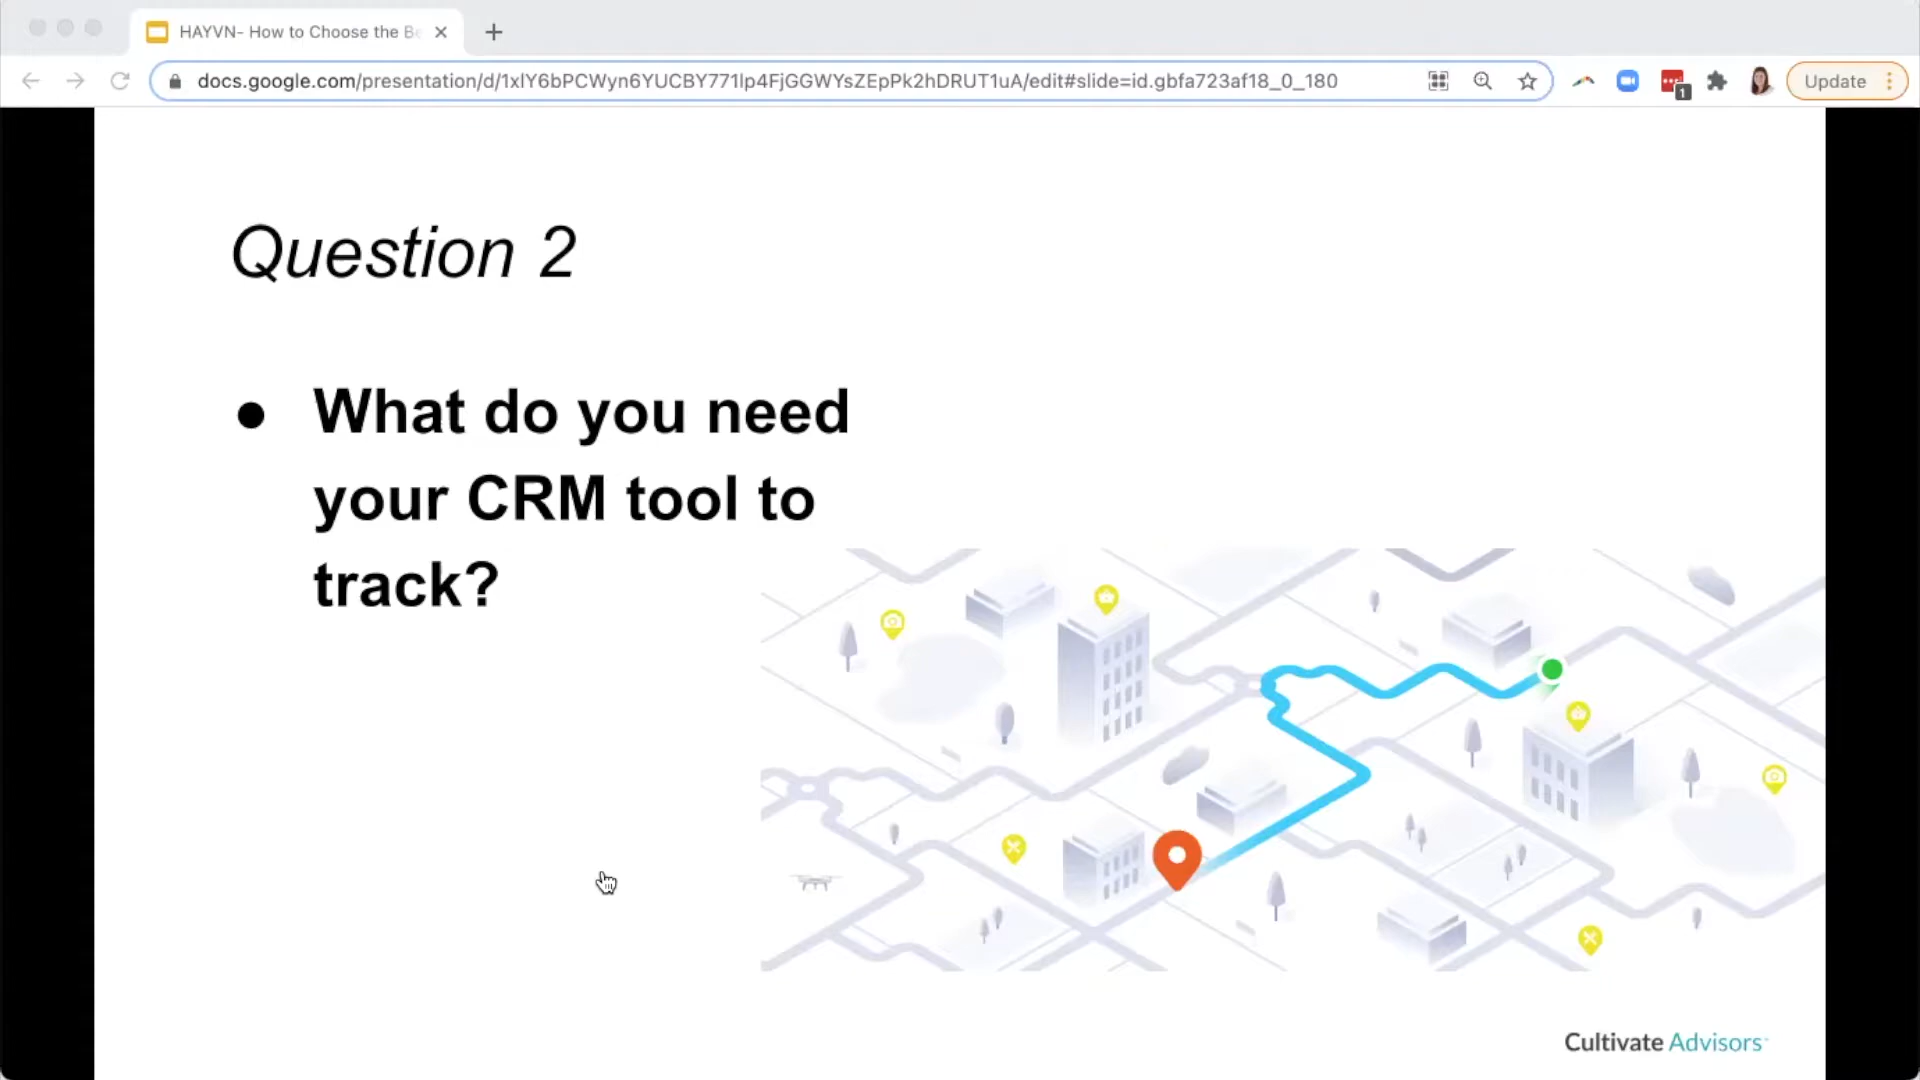 HAYVN- How to Choose the Be
docs.google.com/presentation/d/1xlY6bPCWyn6YUCBY771lp4FjGGWYsZEpPk2hDRUT1uA/edit#slide=id.gbfa723af18_0_180
1
Update
Question 2
● What do you need
your CRM tool to
track?
Cultivate Advisors